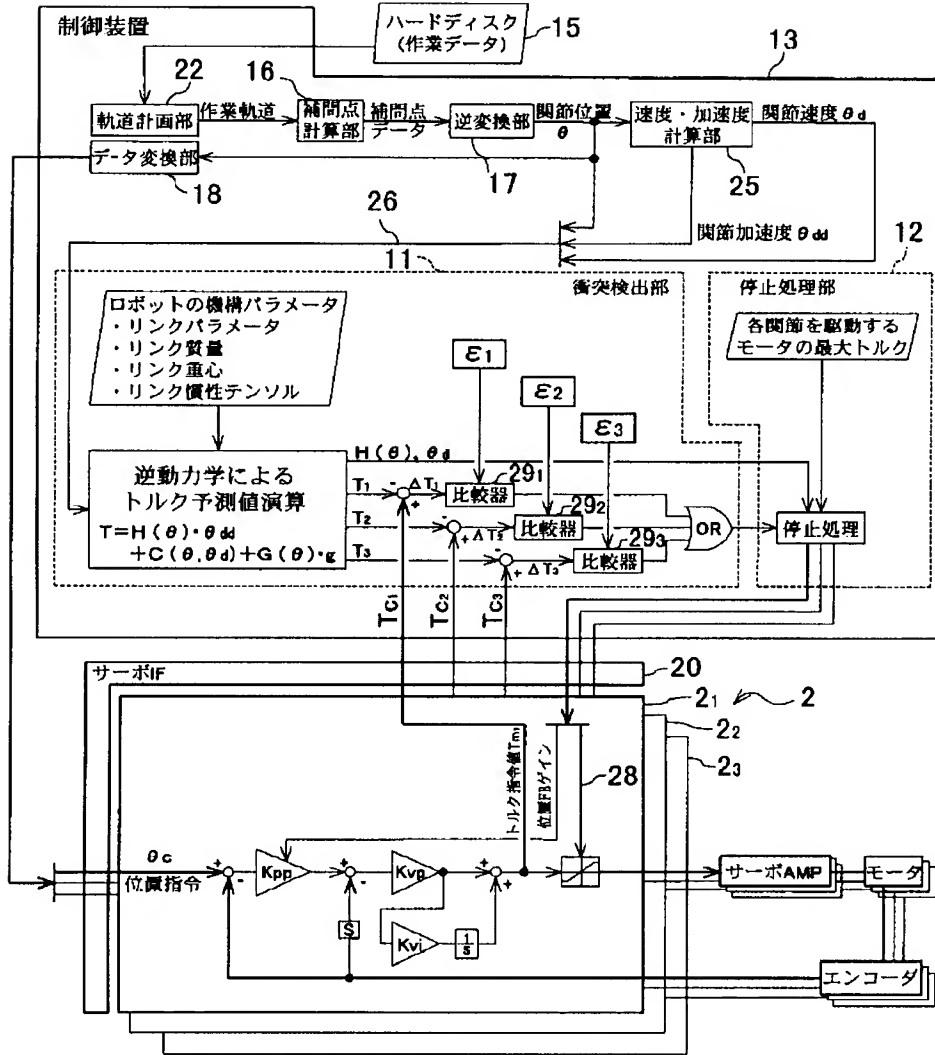 制御装置
ハードディスク
(作業データ)
15
13
22
作業軌道
16
補間点
計算部
補間点
データ
逆変換部
関節位置
θ
速度・加速度
計算部
関節速度θd
軌道計画部
データ変換部
18
17
25
26
関節加速度θdd
11
12
衝突検出部
停止処理部
ロボットの機構パラメータ
・リンクパラメータ
・リンク質量
・リンク重心
・リンク慣性テンソル
各関節を駆動する
モータの最大トルク
ε1
ε2
ε3
逆動力学による
トルク予測値演算
T=H(θ)・θdd
+C(θ,θd)+G(θ)・g
H(θ), θd
T1
- + ΔT1
比較器
291
T2
- + ΔT2
比較器
292
T3
- + ΔT3
比較器
293
OR
停止処理
TC1
TC2
TC3
サーボIF
20
21
2
22
23
トルク指令値Tm1
位置FBゲイン
28
θc
位置指令
+ -
Kpp
+ -
Kvp
+ +
Kvi
1/s
S
サーボAMP
モータ
エンコーダ